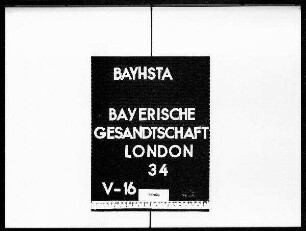 BAYHSTA
BAYERISCHE
GESANDTSCHAFT
LONDON
34
V-16